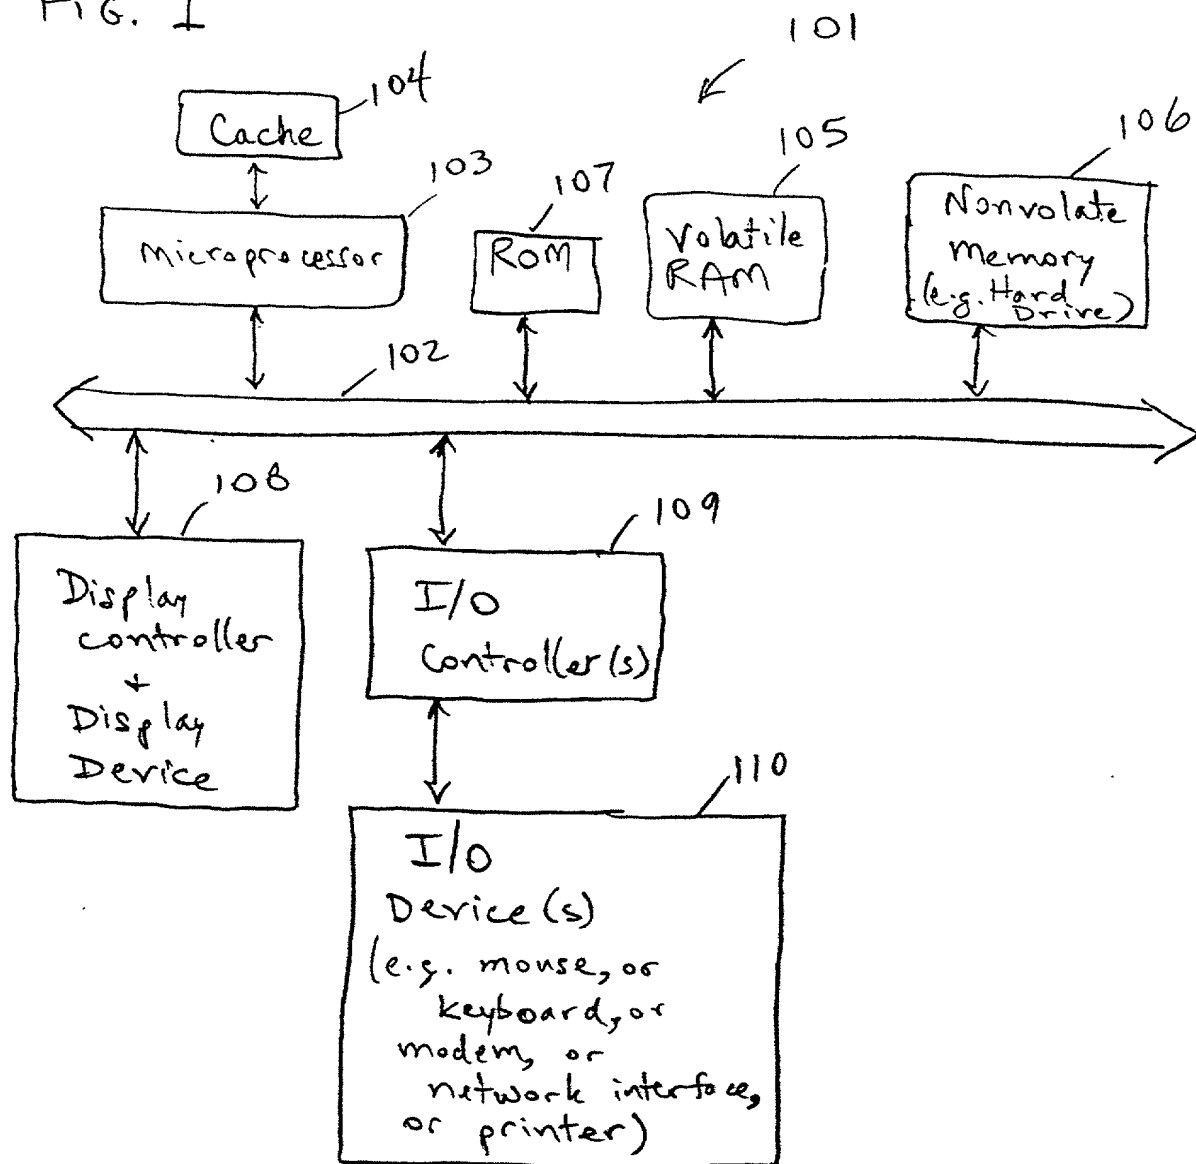 FIG. 1
101
104
Cache
103
Microprocessor
107
ROM
105
Volatile
RAM
106
Nonvolate
Memory
(e.g. Hard
Drive)
102
108
Display
controller
+
Display
Device
109
I/O
Controller(s)
110
I/O
Device(s)
(e.g. mouse, or
keyboard, or
modem, or
network interface,
or printer)